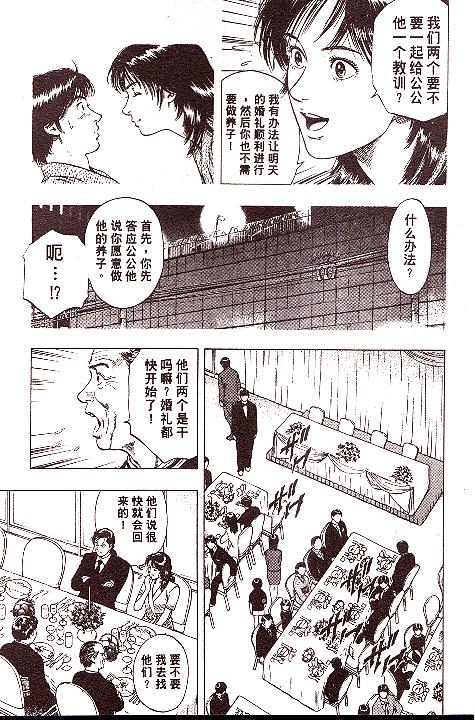 我们两个要不
要一起给公公
他一个教训？
我有办法让明天
的婚礼顺利进行
，然后你也不需
要做养子！
什么办法？
首先，你先
答应公公他
说你愿意做
他的养子。
呃…!?
他们两个是干
吗嘛？婚礼都
快开始了！
他们说很
快就会回
来的！
要不要
我去找
他们？